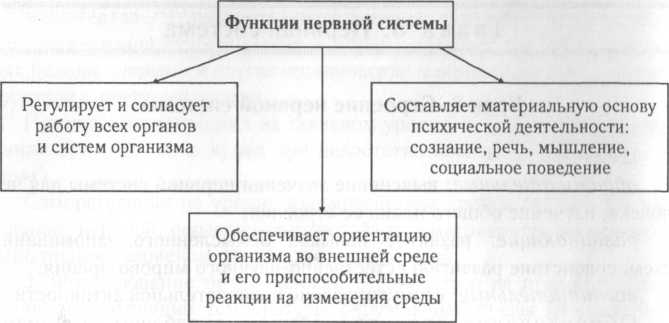 Функции нервной системы
Регулирует и согласует
работу всех органов
и систем организма
Составляет материальную основу
психической деятельности:
сознание, речь, мышление,
социальное поведение
Обеспечивает ориентацию
организма во внешней среде
и его приспособительные
реакции на изменения среды